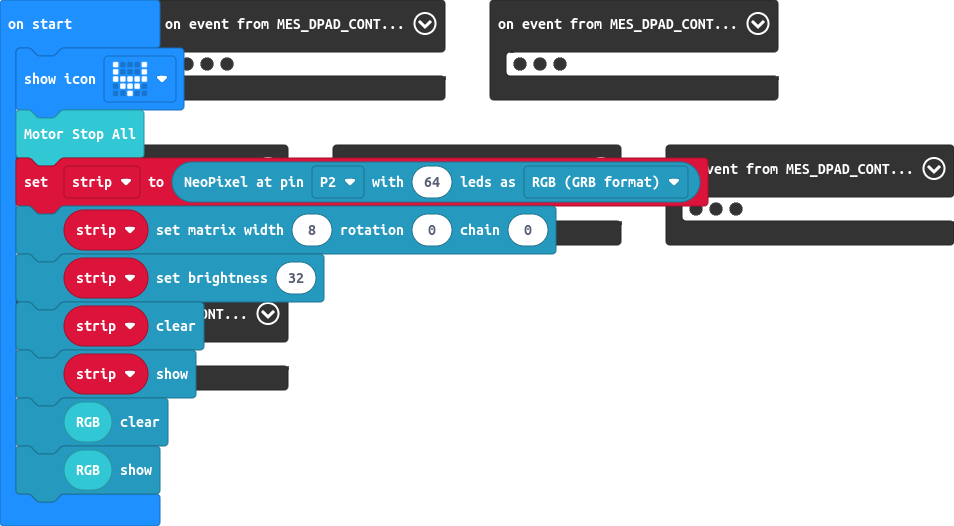 on start
on event from MES_DPAD_CONT...
on event from MES_DPAD_CONT...
show icon
Motor Stop All
set strip to NeoPixel at pin P2 with 64 leds as RGB (GRB format)
event from MES_DPAD_CONT...
strip set matrix width 8 rotation 0 chain 0
strip set brightness 32
CONT...
strip clear
strip show
RGB clear
RGB show